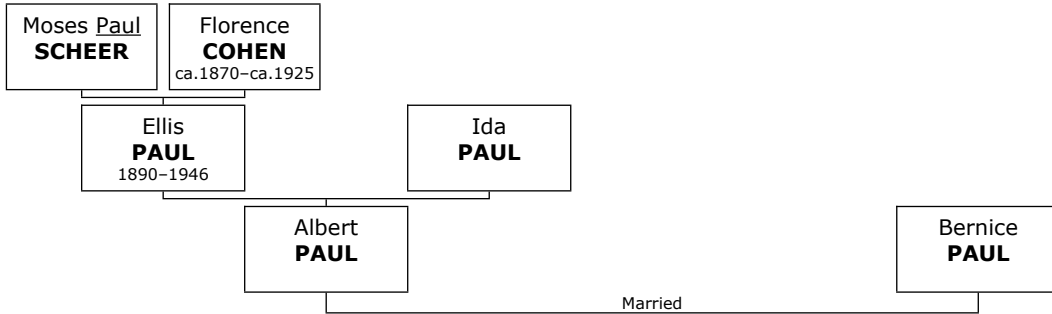 Moses Paul
SCHEER
Florence
COHEN
ca.1870–ca.1925
Ellis
PAUL
1890–1946
Ida
PAUL
Albert
PAUL
Bernice
PAUL
Married